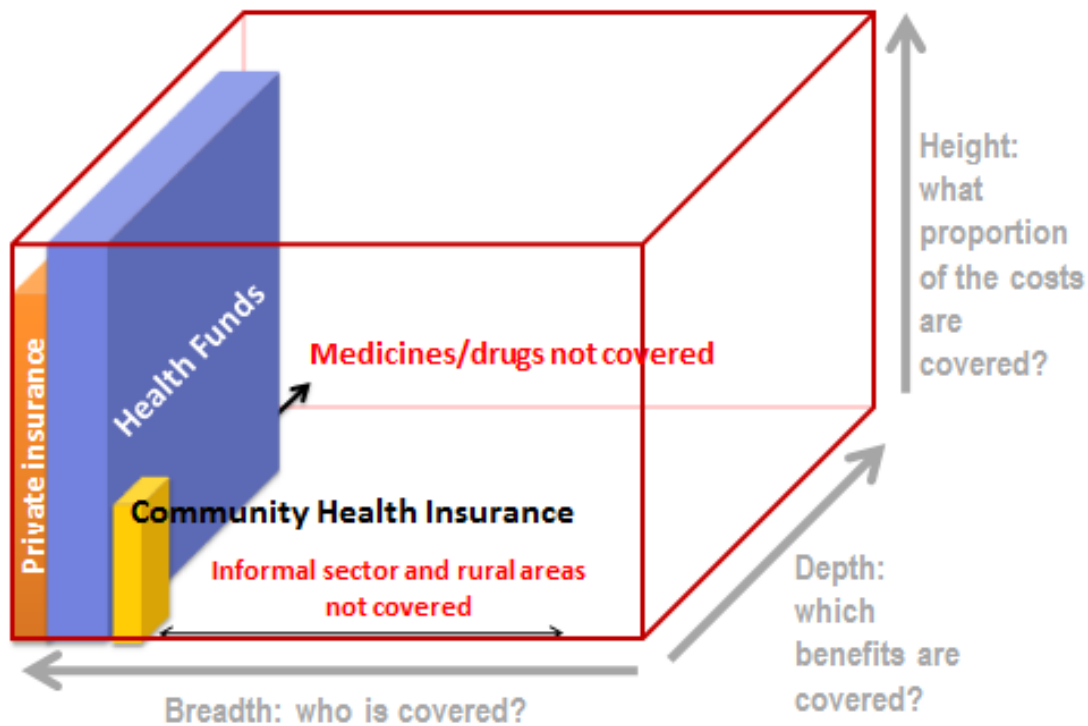 Private insurance
Health Funds
Medicines/drugs not covered
Community Health Insurance
Informal sector and rural areas
not covered
Height:
what
proportion
of the costs
are
covered?
Depth:
which
benefits are
covered?
Breadth: who is covered?